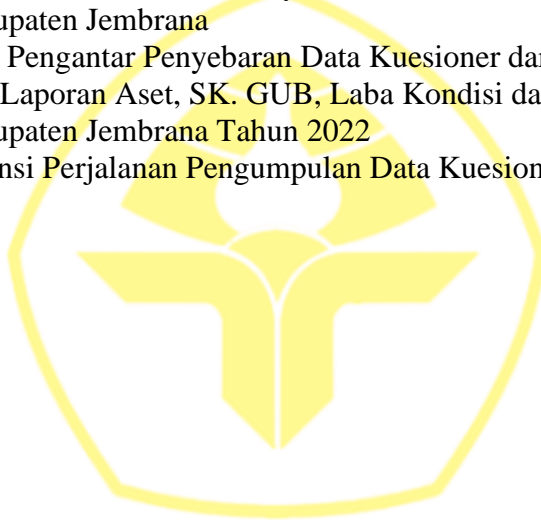 upaten Jembrana
Pengantar Penyebaran Data Kuesioner dar
Laporan Aset, SK. GUB, Laba Kondisi da
upaten Jembrana Tahun 2022
nsi Perjalanan Pengumpulan Data Kuesion